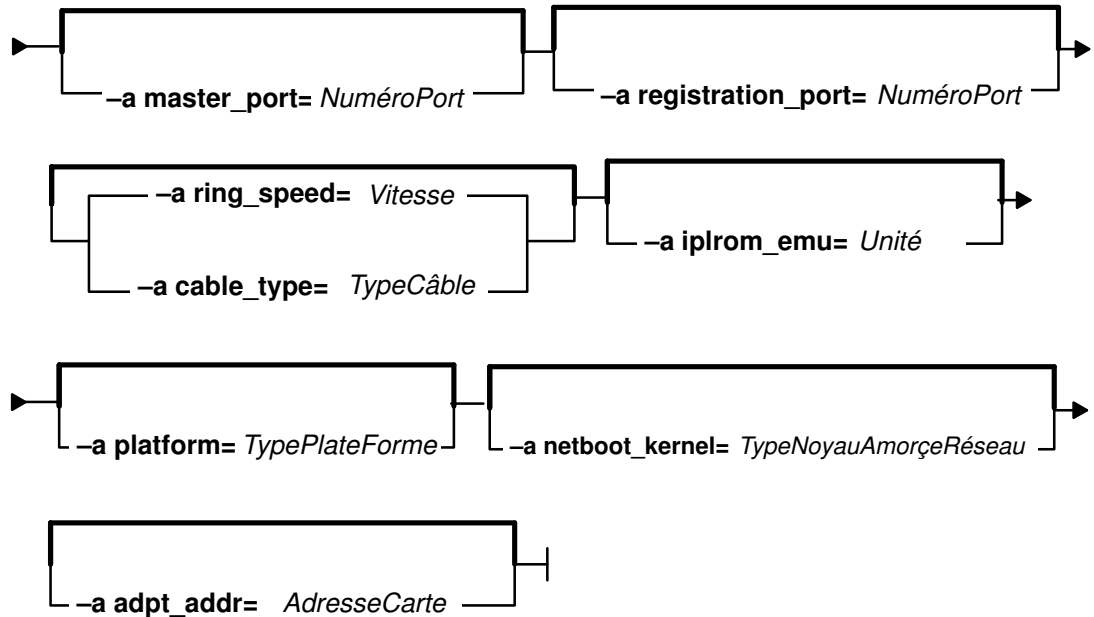 –a master_port= NuméroPort
–a registration_port= NuméroPort
–a ring_speed= Vitesse
–a iplrom_emu= Unité
–a cable_type= TypeCâble
–a platform= TypePlateForme
–a netboot_kernel= TypeNoyauAmorçeRéseau
–a adpt_addr= AdresseCarte